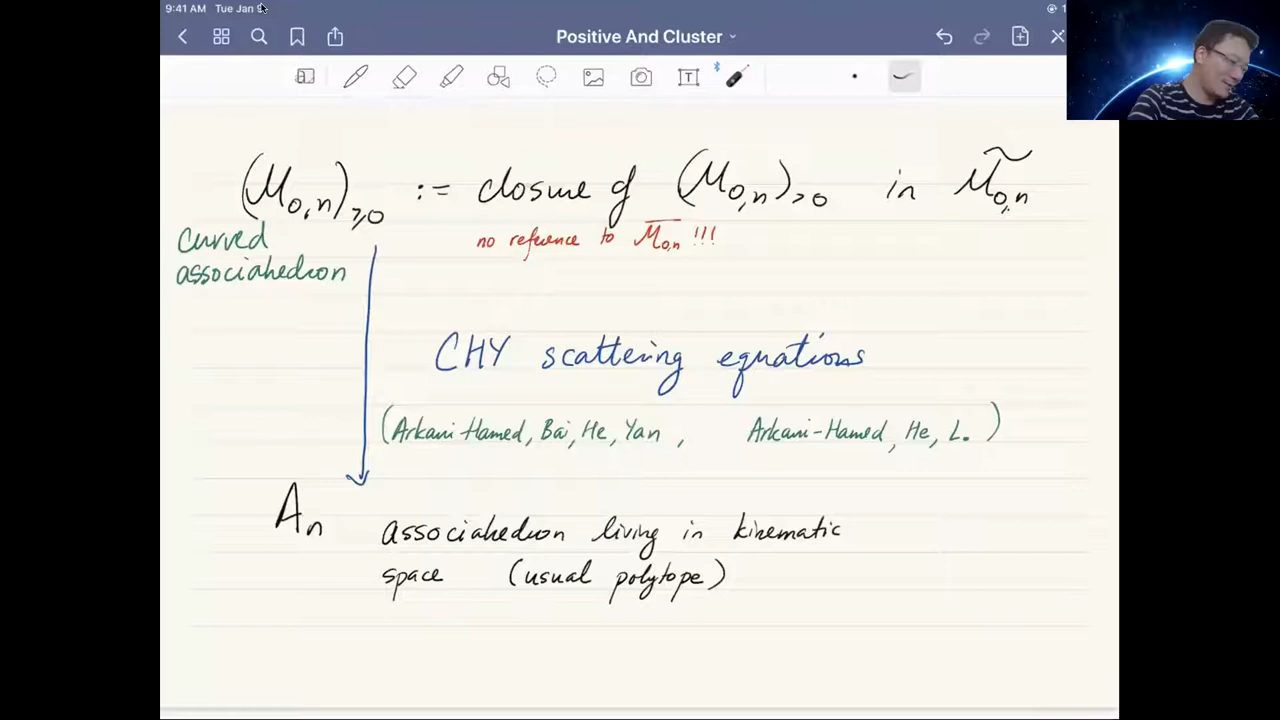 9:41 AM Tue Jan 9
Positive And Cluster
(M₀,ₙ)≥0 := closure of (M₀,ₙ)>0 in M̃₀,ₙ
curved
associahedron
no reference to M̅₀,ₙ !!!
CHY scattering equations
(Arkani-Hamed, Bai, He, Yan, Arkani-Hamed, He, L.)
Aₙ associahedron living in kinematic
space (usual polytope)